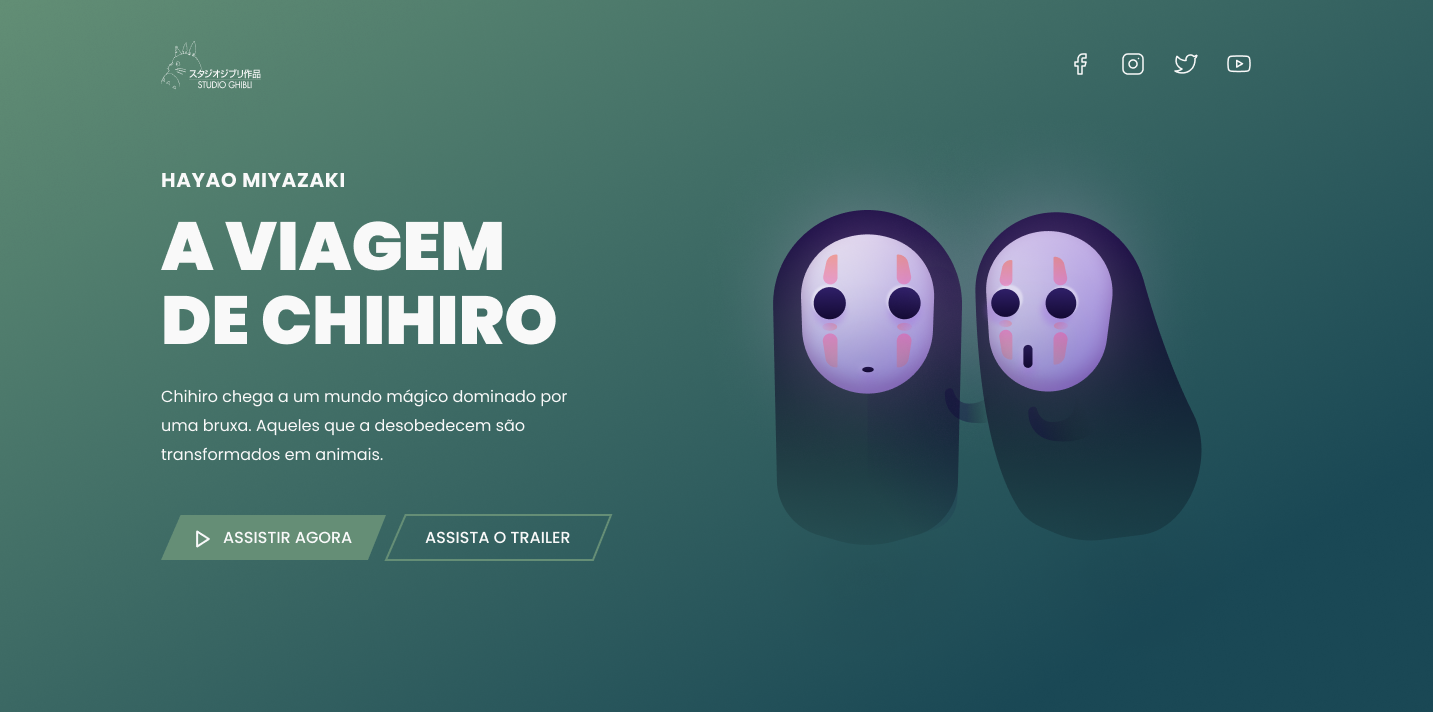 スタジオジブリ作品
STUDIO GHIBLI
HAYAO MIYAZAKI
A VIAGEM
DE CHIHIRO
Chihiro chega a um mundo mágico dominado por
uma bruxa. Aqueles que a desobedecem são
transformados em animais.
ASSISTIR AGORA
ASSISTA O TRAILER